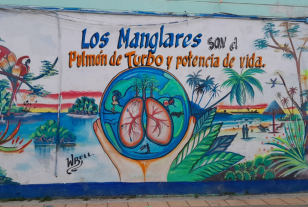 Los Manglares son el
Pulmón de Turbo y potencia de vida.